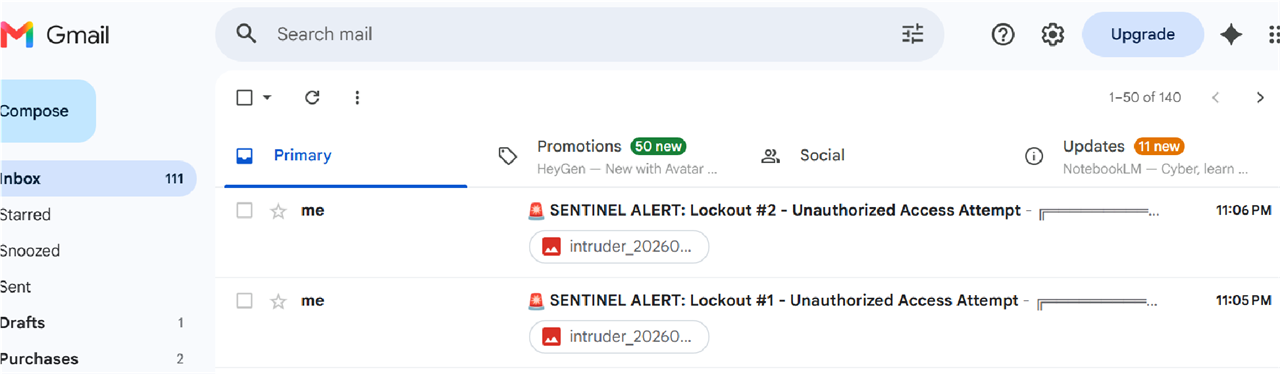 Gmail
Search mail
Upgrade
Compose
1–50 of 140
Primary
Promotions 50 new
HeyGen — New with Avatar ...
Social
Updates 11 new
NotebookLM — Cyber, learn ...
Inbox 111
Starred
Snoozed
Sent
Drafts 1
Purchases 2
me 🚨 SENTINEL ALERT: Lockout #2 - Unauthorized Access Attempt - ╔══════════... 11:06 PM
intruder_20260...
me 🚨 SENTINEL ALERT: Lockout #1 - Unauthorized Access Attempt - ╔══════════... 11:05 PM
intruder_20260...